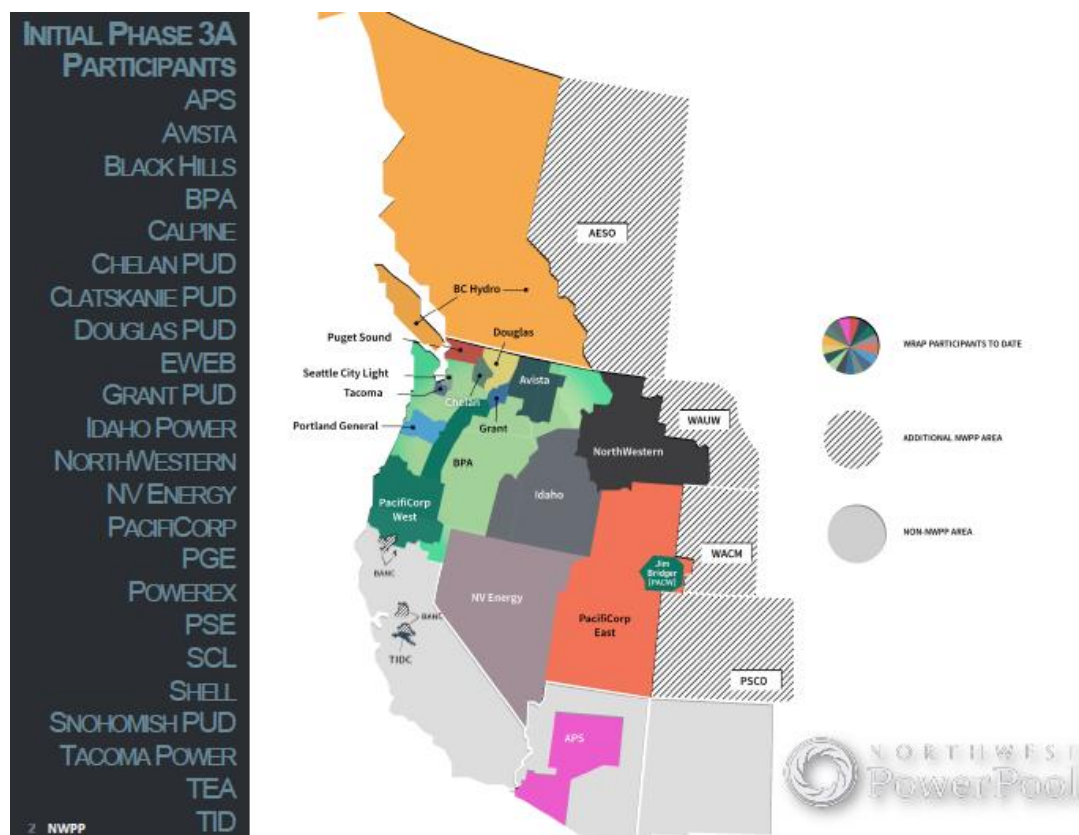 INITIAL PHASE 3A
PARTICIPANTS
APS
AVISTA
BLACK HILLS
BPA
CALPINE
CHELAN PUD
CLATSKANIE PUD
DOUGLAS PUD
EWEB
GRANT PUD
IDAHO POWER
NORTHWESTERN
NV ENERGY
PACIFICORP
PGE
POWEREX
PSE
SCL
SHELL
SNOHOMISH PUD
TACOMA POWER
TEA
TID
2 NWPP
AESO
BC Hydro
Puget Sound
Douglas
Seattle City Light
Tacoma
Chelan
Avista
Portland General
Grant
BPA
NorthWestern
WAUW
PacifiCorp
West
Idaho
BANC
NV Energy
Jim
Bridger
(PACW)
WACM
BANC
TIDC
PacifiCorp
East
PSCO
APS
WRAP PARTICIPANTS TO DATE
ADDITIONAL NWPP AREA
NON-NWPP AREA
NORTHWEST
PowerPool